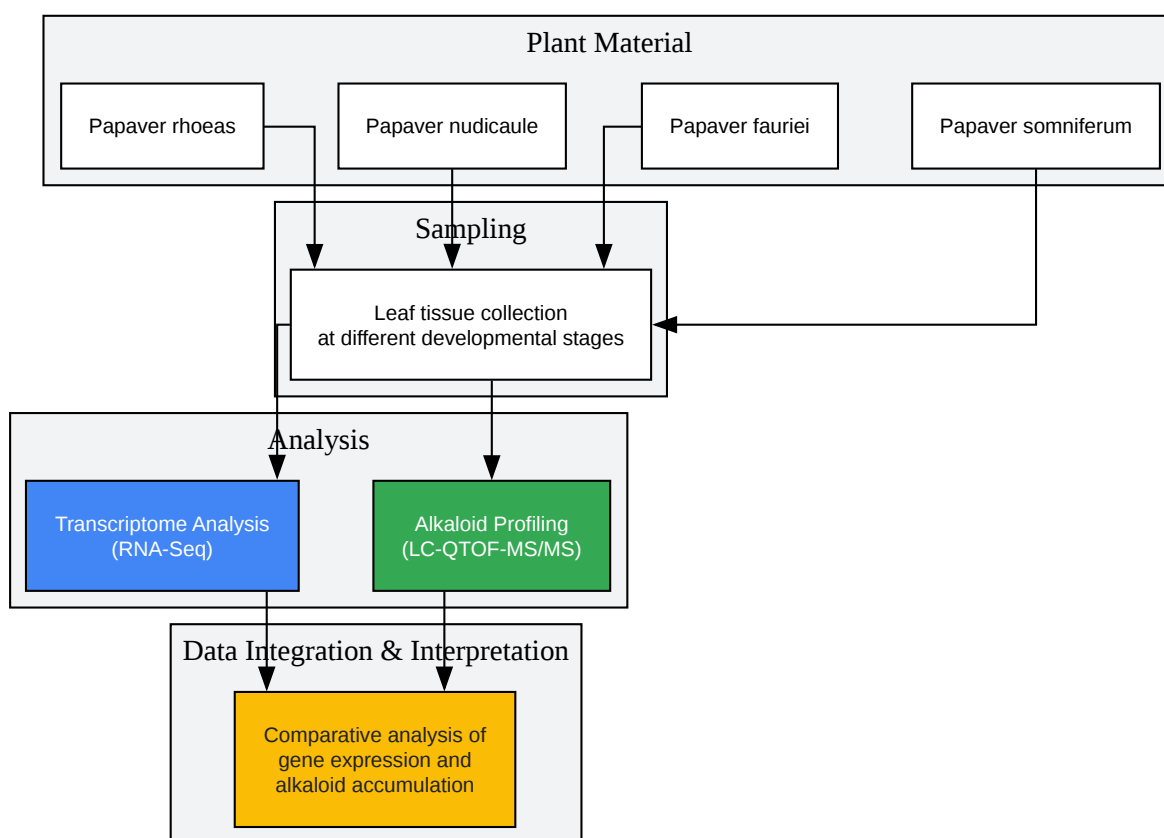 Plant Material
Papaver rhoeas
Papaver nudicaule
Papaver fauriei
Papaver somniferum
Sampling
Leaf tissue collection
at different developmental stages
Analysis
Transcriptome Analysis
(RNA-Seq)
Alkaloid Profiling
(LC-QTOF-MS/MS)
Data Integration & Interpretation
Comparative analysis of
gene expression and
alkaloid accumulation